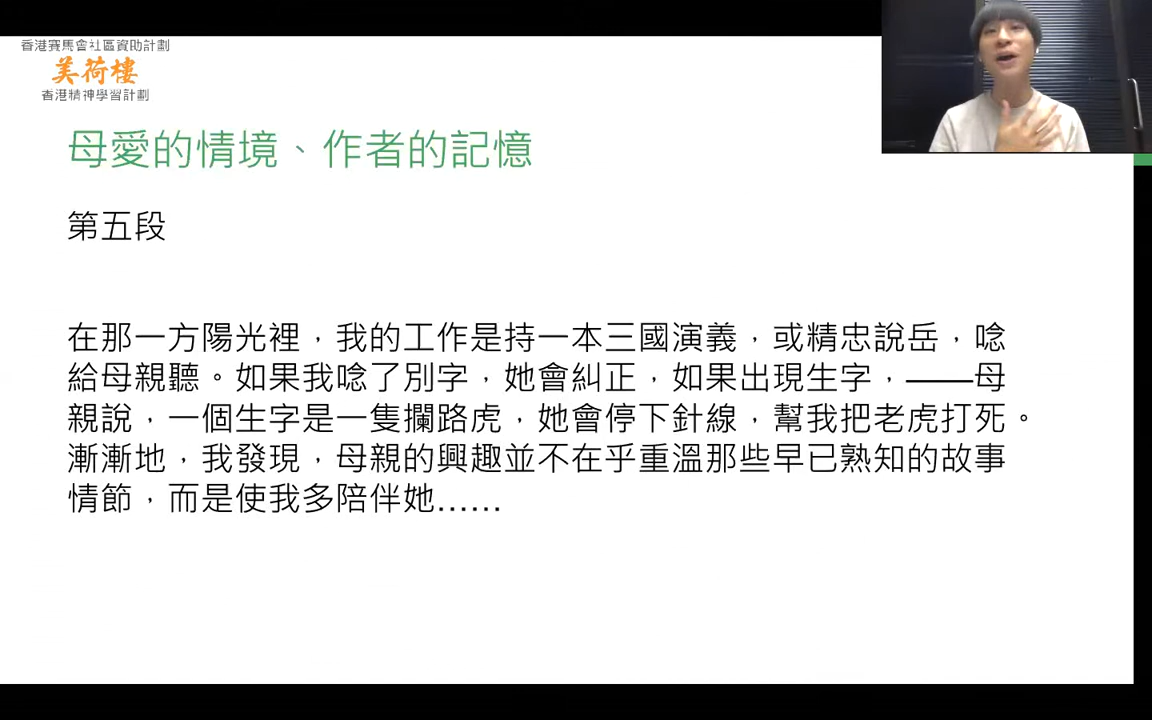 香港賽馬會社區資助計劃
美荷樓
香港精神學習計劃
母愛的情境、作者的記憶
第五段
在那一方陽光裡，我的工作是持一本三國演義，或精忠說岳，唸
給母親聽。如果我唸了別字，她會糾正，如果出現生字，——母
親說，一個生字是一隻攔路虎，她會停下針線，幫我把老虎打死。
漸漸地，我發現，母親的興趣並不在乎重溫那些早已熟知的故事
情節，而是使我多陪伴她……